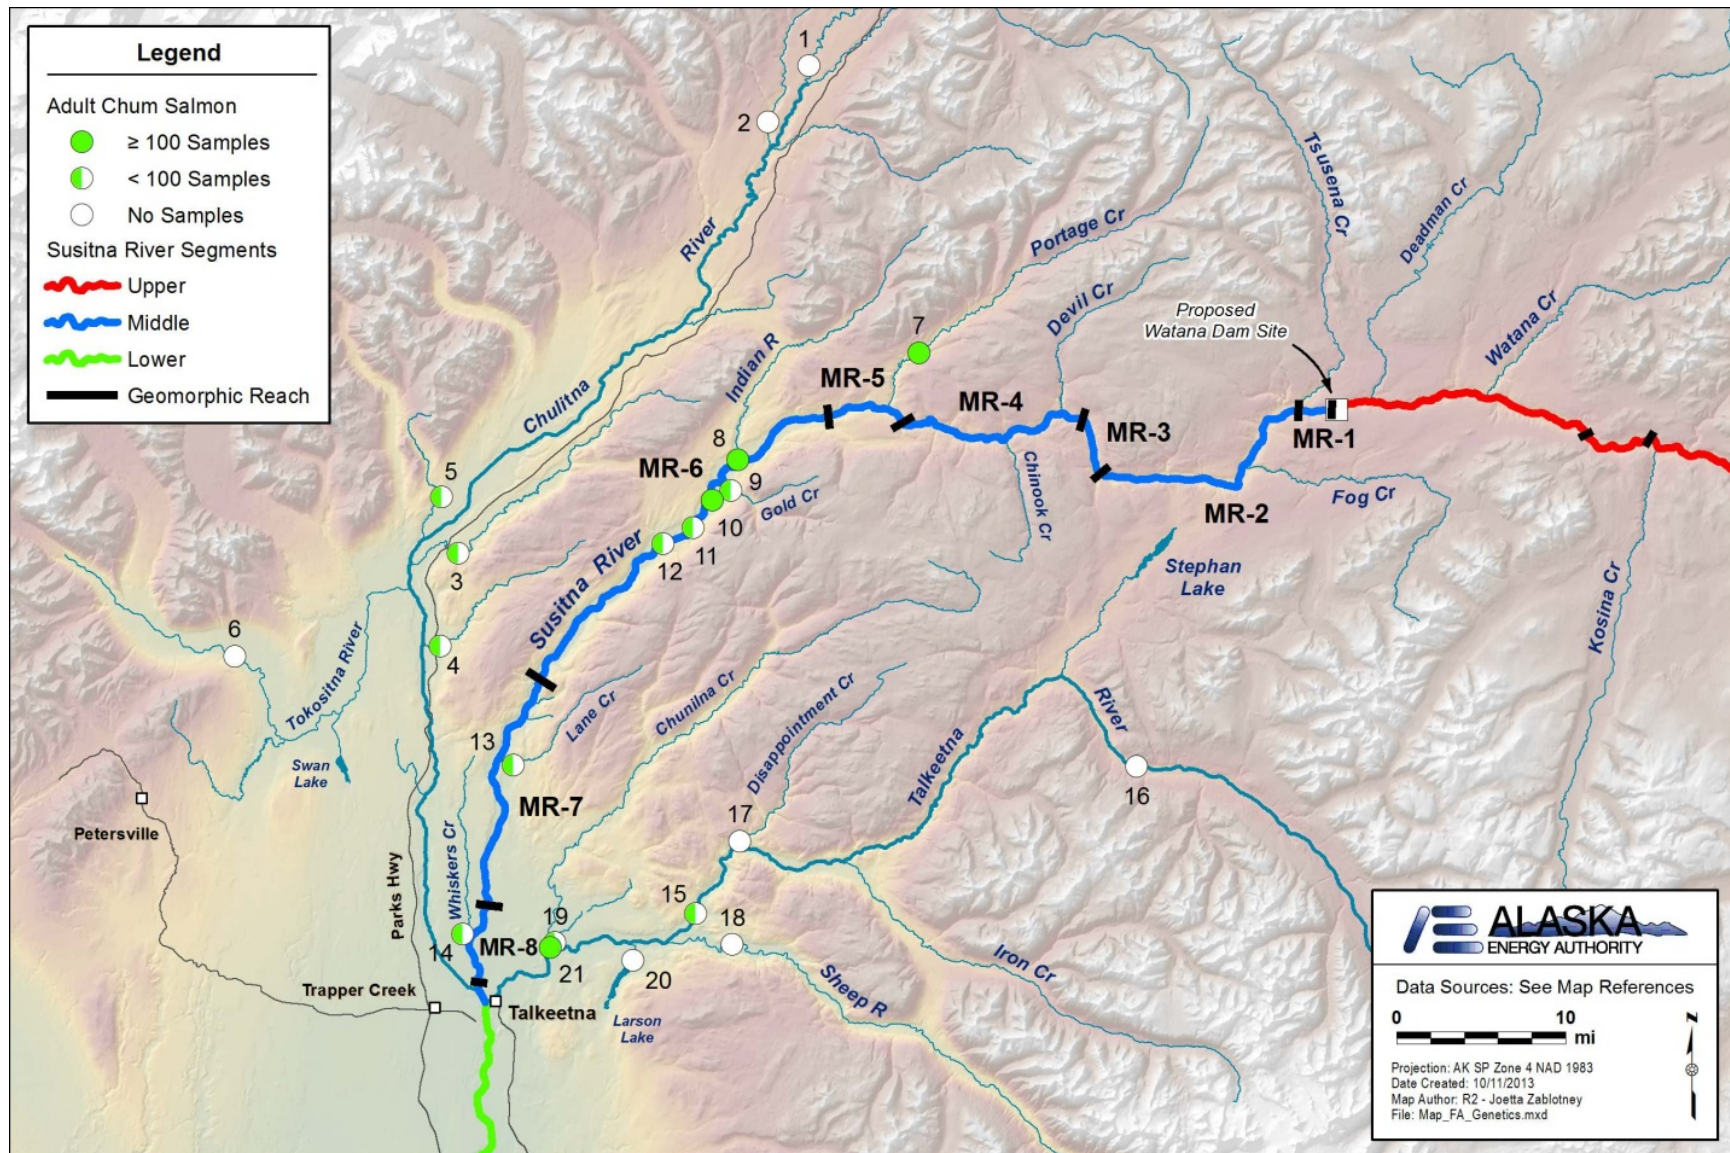 Legend
Adult Chum Salmon
≥ 100 Samples
< 100 Samples
No Samples
Susitna River Segments
Upper
Middle
Lower
Geomorphic Reach
1
2
River
Chulitna
Tsusena Cr
Deadman Cr
Portage Cr
Devil Cr
Watana Cr
Proposed
Watana Dam Site
7
Indian R
MR-5
MR-4
MR-3
MR-1
MR-2
8
MR-6
9
Gold Cr
10
11
12
Chinook Cr
Fog Cr
Stephan
Lake
Kosina Cr
5
3
Susitna River
4
6
Tokositna River
Swan
Lake
Lane Cr
Chunilna Cr
Disappointment Cr
13
MR-7
Talkeetna
River
16
17
Petersville
Parks Hwy
Whiskers Cr
15
18
19
14
MR-8
21
20
Trapper Creek
Talkeetna
Larson
Lake
Sheep R
Iron Cr
ALASKA
ENERGY AUTHORITY
Data Sources: See Map References
0 10
mi
N
Projection: AK SP Zone 4 NAD 1983
Date Created: 10/11/2013
Map Author: R2 - Joetta Zablotney
File: Map_FA_Genetics.mxd